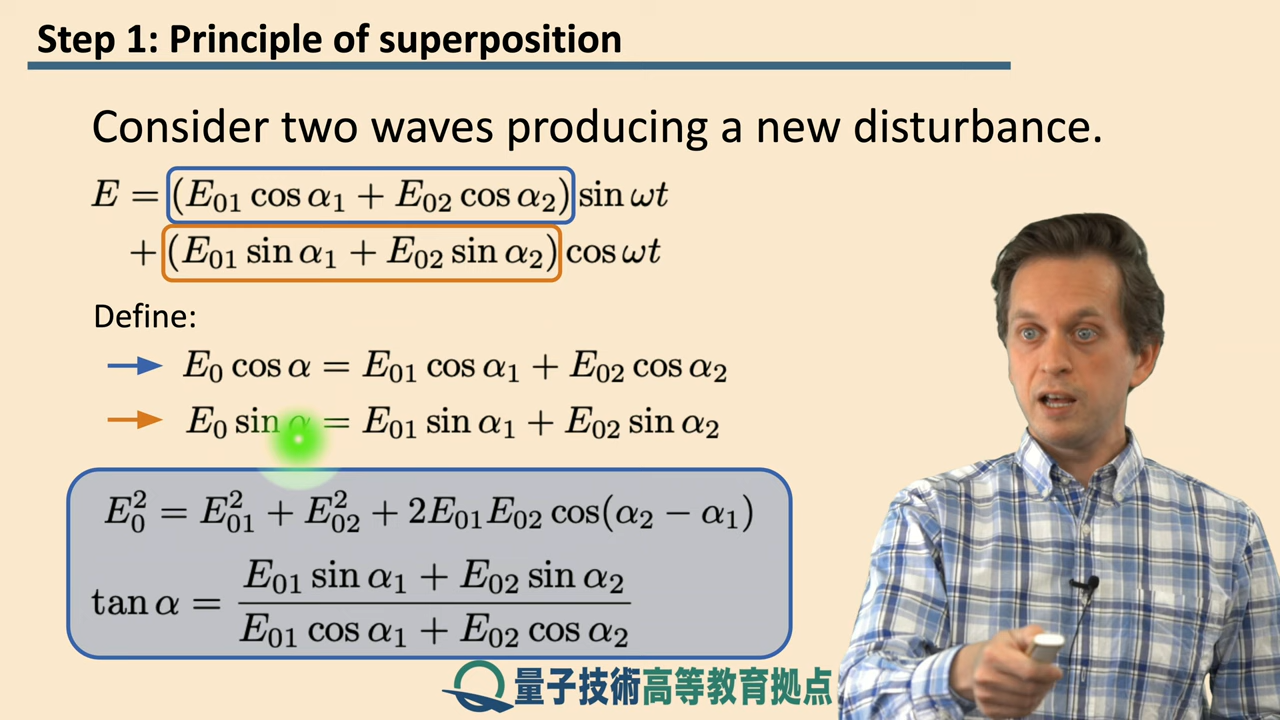 Step 1: Principle of superposition
Consider two waves producing a new disturbance.
E = (E₀₁ cos α₁ + E₀₂ cos α₂) sin ωt
+ (E₀₁ sin α₁ + E₀₂ sin α₂) cos ωt
Define:
E₀ cos α = E₀₁ cos α₁ + E₀₂ cos α₂
E₀ sin α = E₀₁ sin α₁ + E₀₂ sin α₂
E₀² = E₀₁² + E₀₂² + 2E₀₁E₀₂ cos(α₂ − α₁)
tan α = (E₀₁ sin α₁ + E₀₂ sin α₂) / (E₀₁ cos α₁ + E₀₂ cos α₂)
量子技術高等教育拠点